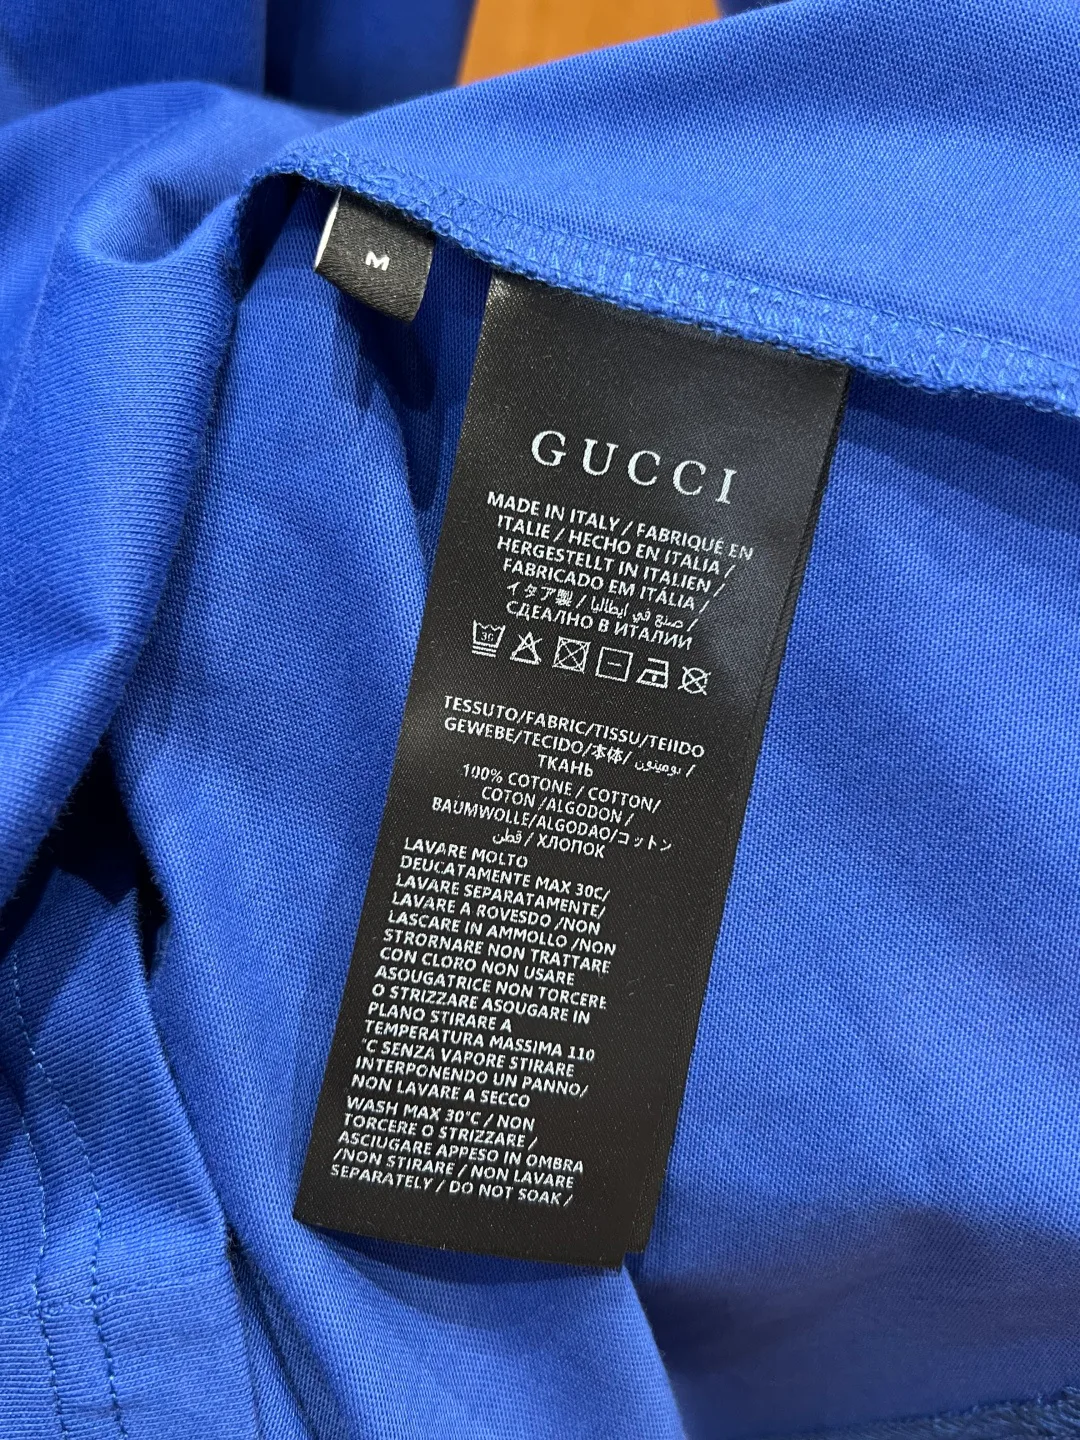 M
GUCCI
MADE IN ITALY / FABRIQUÉ EN
ITALIE / HECHO EN ITALIA /
HERGESTELLT IN ITALIEN /
FABRICADO EM ITÁLIA /
イタア製 / صنع في ايطاليا /
СДЕАЛНО В ИТАЛИИ
30
TESSUTO/FABRIC/TISSU/TEIIDO
GEWEBE/TECIDO/本体/ /
ТКАНЬ
100% COTONE / COTTON/
COTON /ALGODON /
BAUMWOLLE/ALGODAO/コットン
قطن / ХЛОПОК
LAVARE MOLTO
DEUCATAMENTE MAX 30C/
LAVARE SEPARATAMENTE/
LAVARE A ROVESDO /NON
LASCARE IN AMMOLLO /NON
STRORNARE NON TRATTARE
CON CLORO NON USARE
ASOUGATRICE NON TORCERE
O STRIZZARE ASOUGARE IN
PLANO STIRARE A
TEMPERATURA MASSIMA 110
°C SENZA VAPORE STIRARE
INTERPONENDO UN PANNO/
NON LAVARE A SECCO
WASH MAX 30°C / NON
TORCERE O STRIZZARE /
ASCIUGARE APPESO IN OMBRA
/NON STIRARE / NON LAVARE
SEPARATELY / DO NOT SOAK /